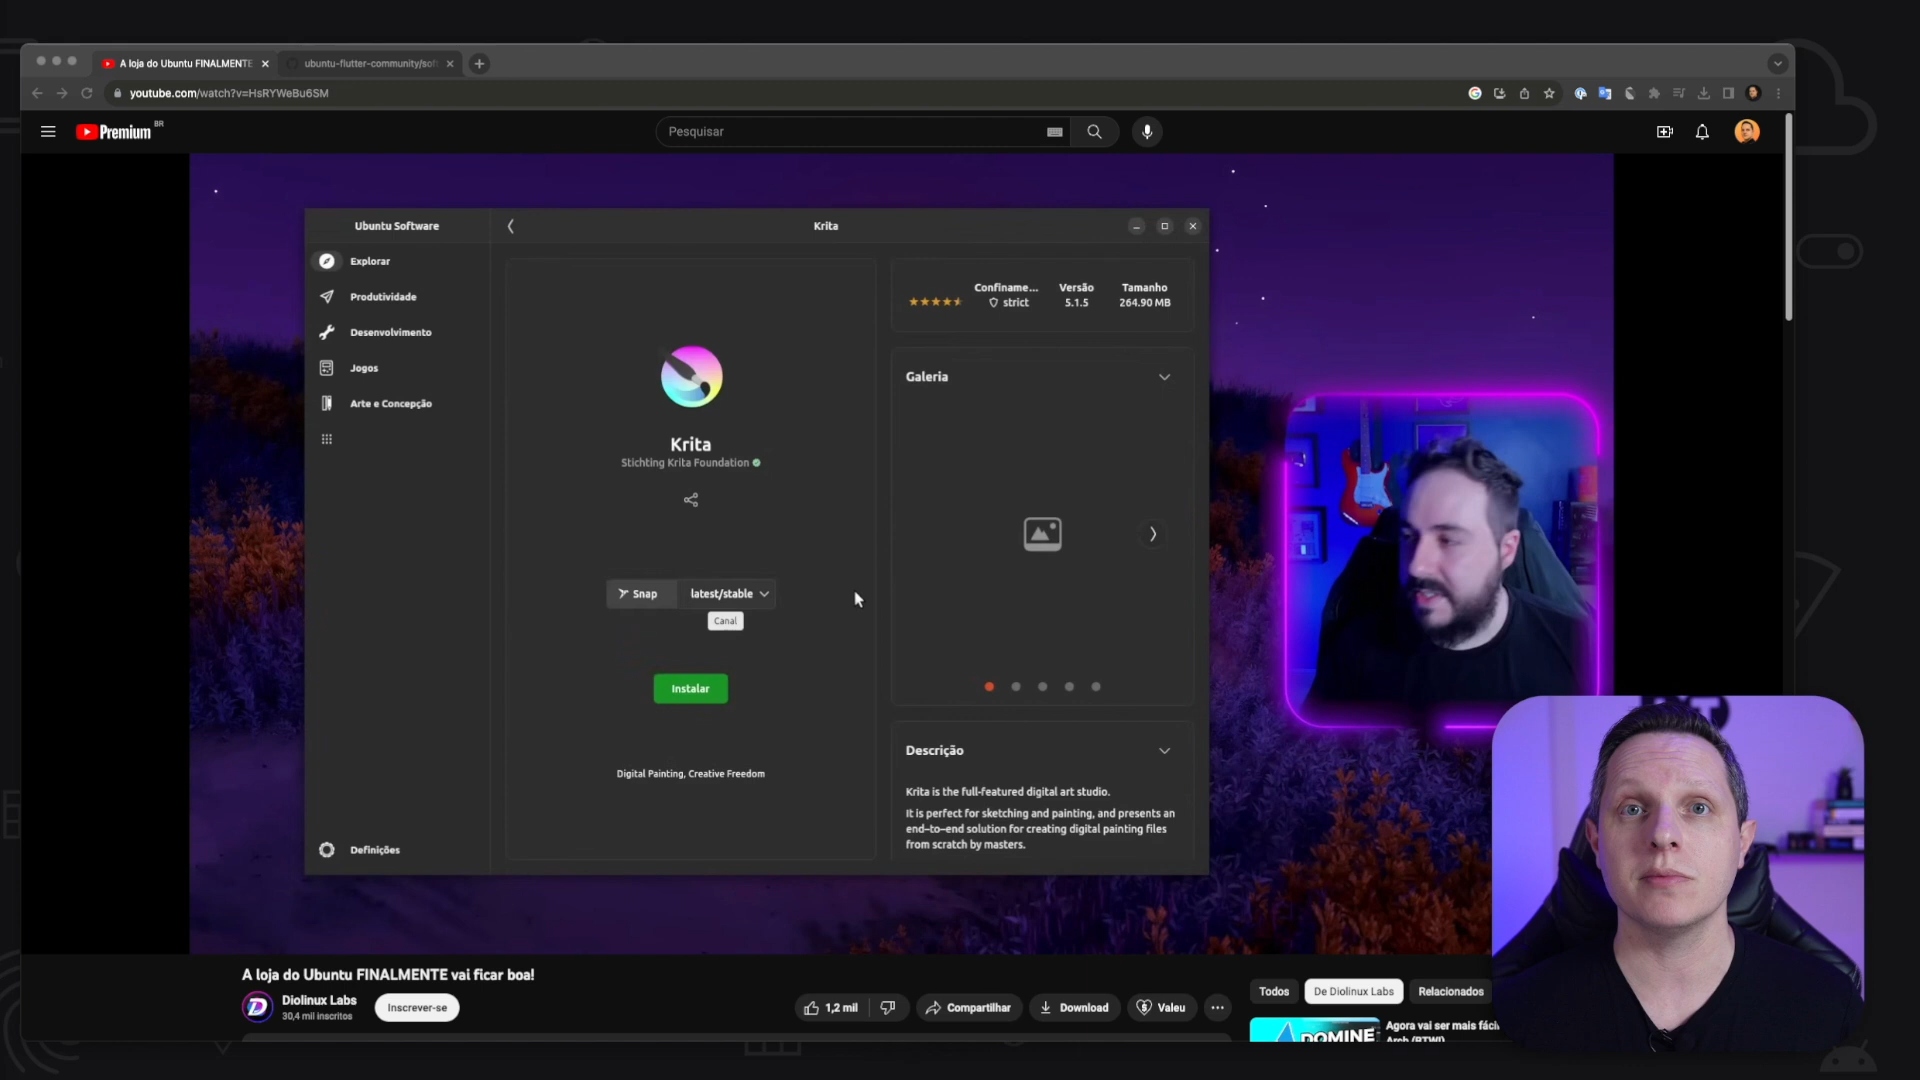 A loja do Ubuntu FINALMENTE
ubuntu-flutter-community/sof
youtube.com/watch?v=HsRYWeBu6SM
Premium BR
Pesquisar
Ubuntu Software
Krita
Explorar
Produtividade
Desenvolvimento
Jogos
Arte e Concepção
Definições
Krita
Stichting Krita Foundation
Snap
latest/stable
Canal
Instalar
Digital Painting, Creative Freedom
Confiname... Versão Tamanho
strict 5.1.5 264.90 MB
Galeria
Descrição
Krita is the full-featured digital art studio.
It is perfect for sketching and painting, and presents an
end–to–end solution for creating digital painting files
from scratch by masters.
A loja do Ubuntu FINALMENTE vai ficar boa!
Diolinux Labs
30,4 mil inscritos
Inscrever-se
1,2 mil
Compartilhar
Download
Valeu
Todos
De Diolinux Labs
Relacionados
DOMINE
Agora vai ser mais fáci
Arch (BTW)